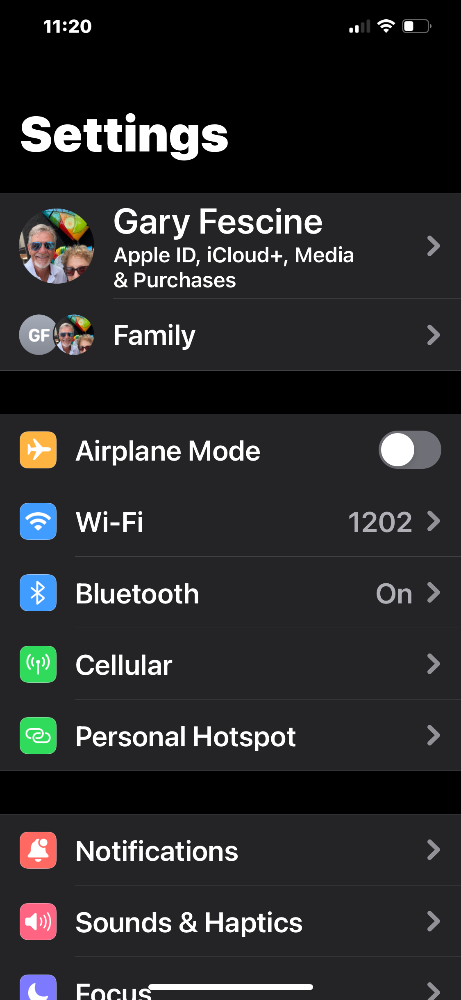 11:20
Settings
Gary Fescine
Apple ID, iCloud+, Media
& Purchases
GF
Family
Airplane Mode
Wi-Fi 1202
Bluetooth On
Cellular
Personal Hotspot
Notifications
Sounds & Haptics
Focus